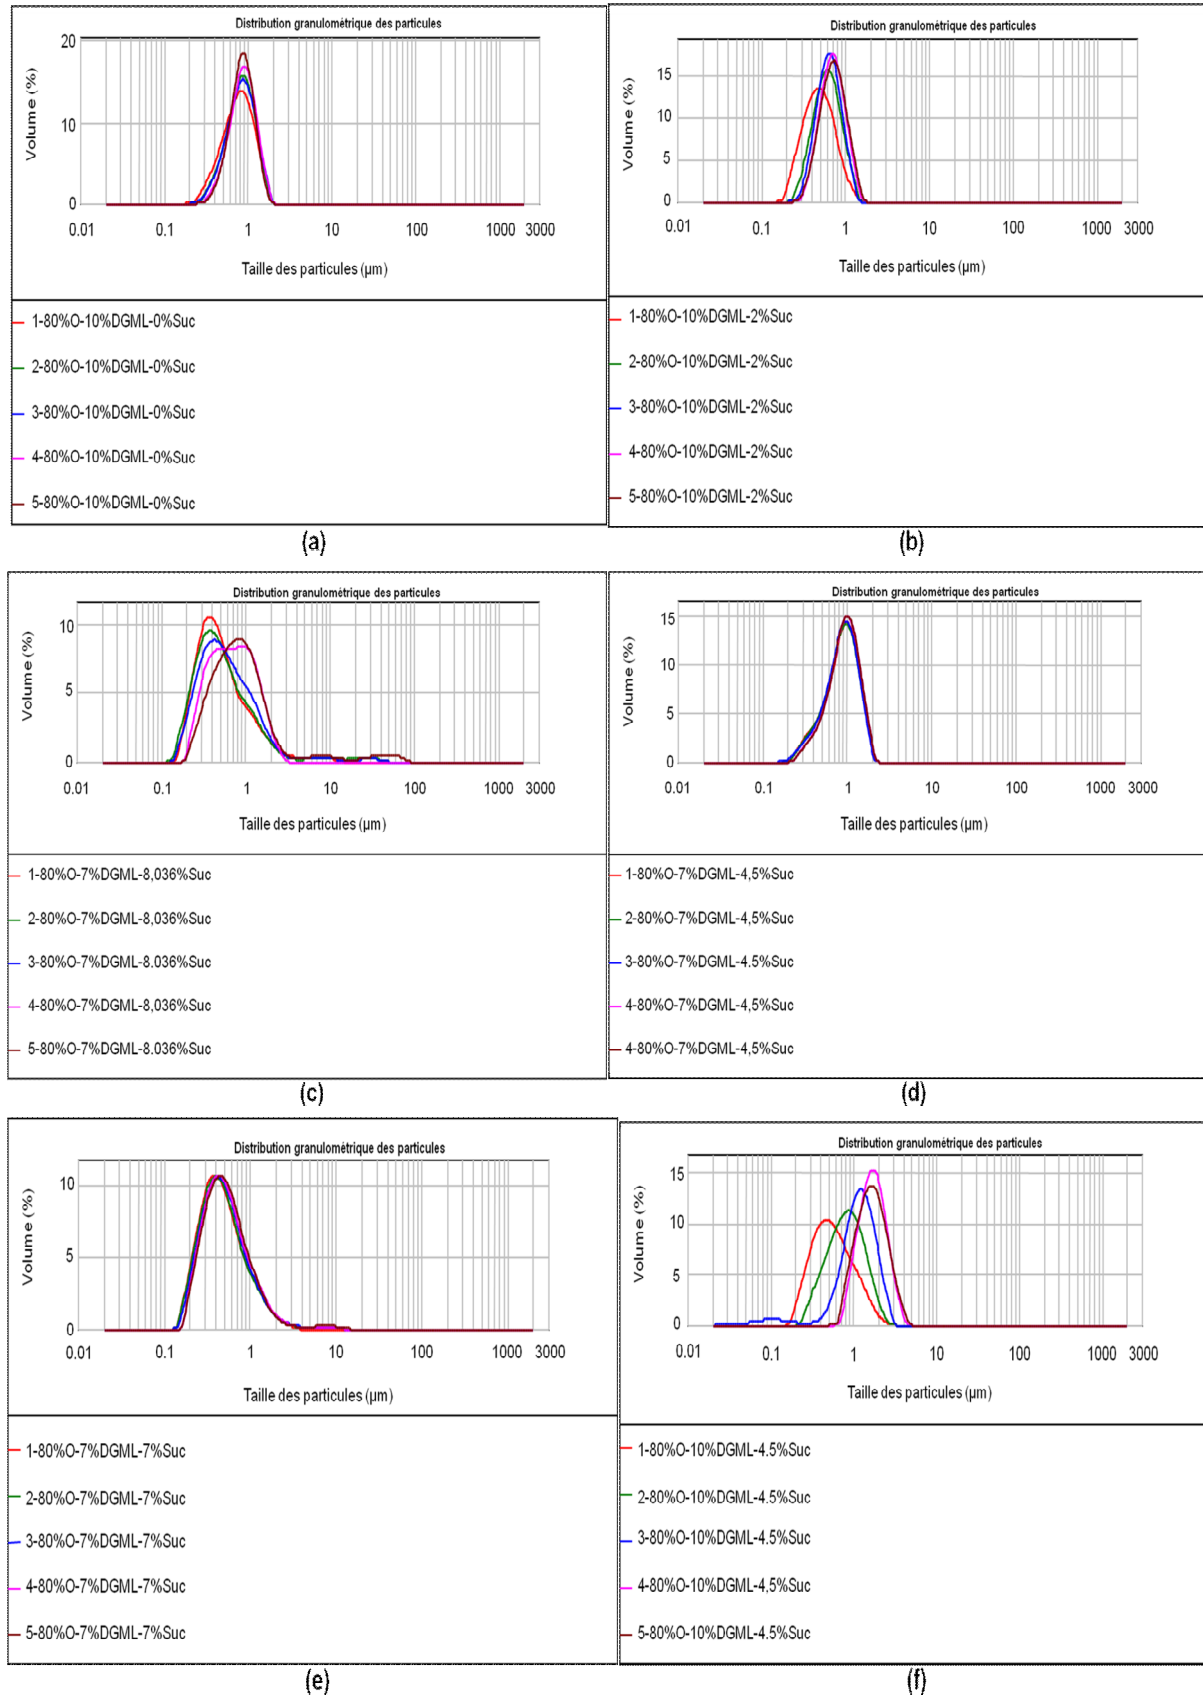 Distribution granulométrique des particules
Volume (%)
20
10
0
0.01 0.1 1 10 100 1000 3000
Taille des particules (µm)
1-80%O-10%DGML-0%Suc
2-80%O-10%DGML-0%Suc
3-80%O-10%DGML-0%Suc
4-80%O-10%DGML-0%Suc
5-80%O-10%DGML-0%Suc
(a)
Distribution granulométrique des particules
Volume (%)
15
10
5
0
0.01 0.1 1 10 100 1000 3000
Taille des particules (µm)
1-80%O-10%DGML-2%Suc
2-80%O-10%DGML-2%Suc
3-80%O-10%DGML-2%Suc
4-80%O-10%DGML-2%Suc
5-80%O-10%DGML-2%Suc
(b)
Distribution granulométrique des particules
Volume (%)
10
5
0
0.01 0.1 1 10 100 1000 3000
Taille des particules (µm)
1-80%O-7%DGML-8,036%Suc
2-80%O-7%DGML-8,036%Suc
3-80%O-7%DGML-8.036%Suc
4-80%O-7%DGML-8,036%Suc
5-80%O-7%DGML-8.036%Suc
(c)
Distribution granulométrique des particules
Volume (%)
15
10
5
0
0.01 0.1 1 10 100 1000 3000
Taille des particules (µm)
1-80%O-7%DGML-4,5%Suc
2-80%O-7%DGML-4,5%Suc
3-80%O-7%DGML-4.5%Suc
4-80%O-7%DGML-4,5%Suc
4-80%O-7%DGML-4,5%Suc
(d)
Distribution granulométrique des particules
Volume (%)
10
5
0
0.01 0.1 1 10 100 1000 3000
Taille des particules (µm)
1-80%O-7%DGML-7%Suc
2-80%O-7%DGML-7%Suc
3-80%O-7%DGML-7%Suc
4-80%O-7%DGML-7%Suc
5-80%O-7%DGML-7%Suc
(e)
Distribution granulométrique des particules
Volume (%)
15
10
5
0
0.01 0.1 1 10 100 1000 3000
Taille des particules (µm)
1-80%O-10%DGML-4.5%Suc
2-80%O-10%DGML-4.5%Suc
3-80%O-10%DGML-4.5%Suc
4-80%O-10%DGML-4,5%Suc
5-80%O-10%DGML-4.5%Suc
(f)